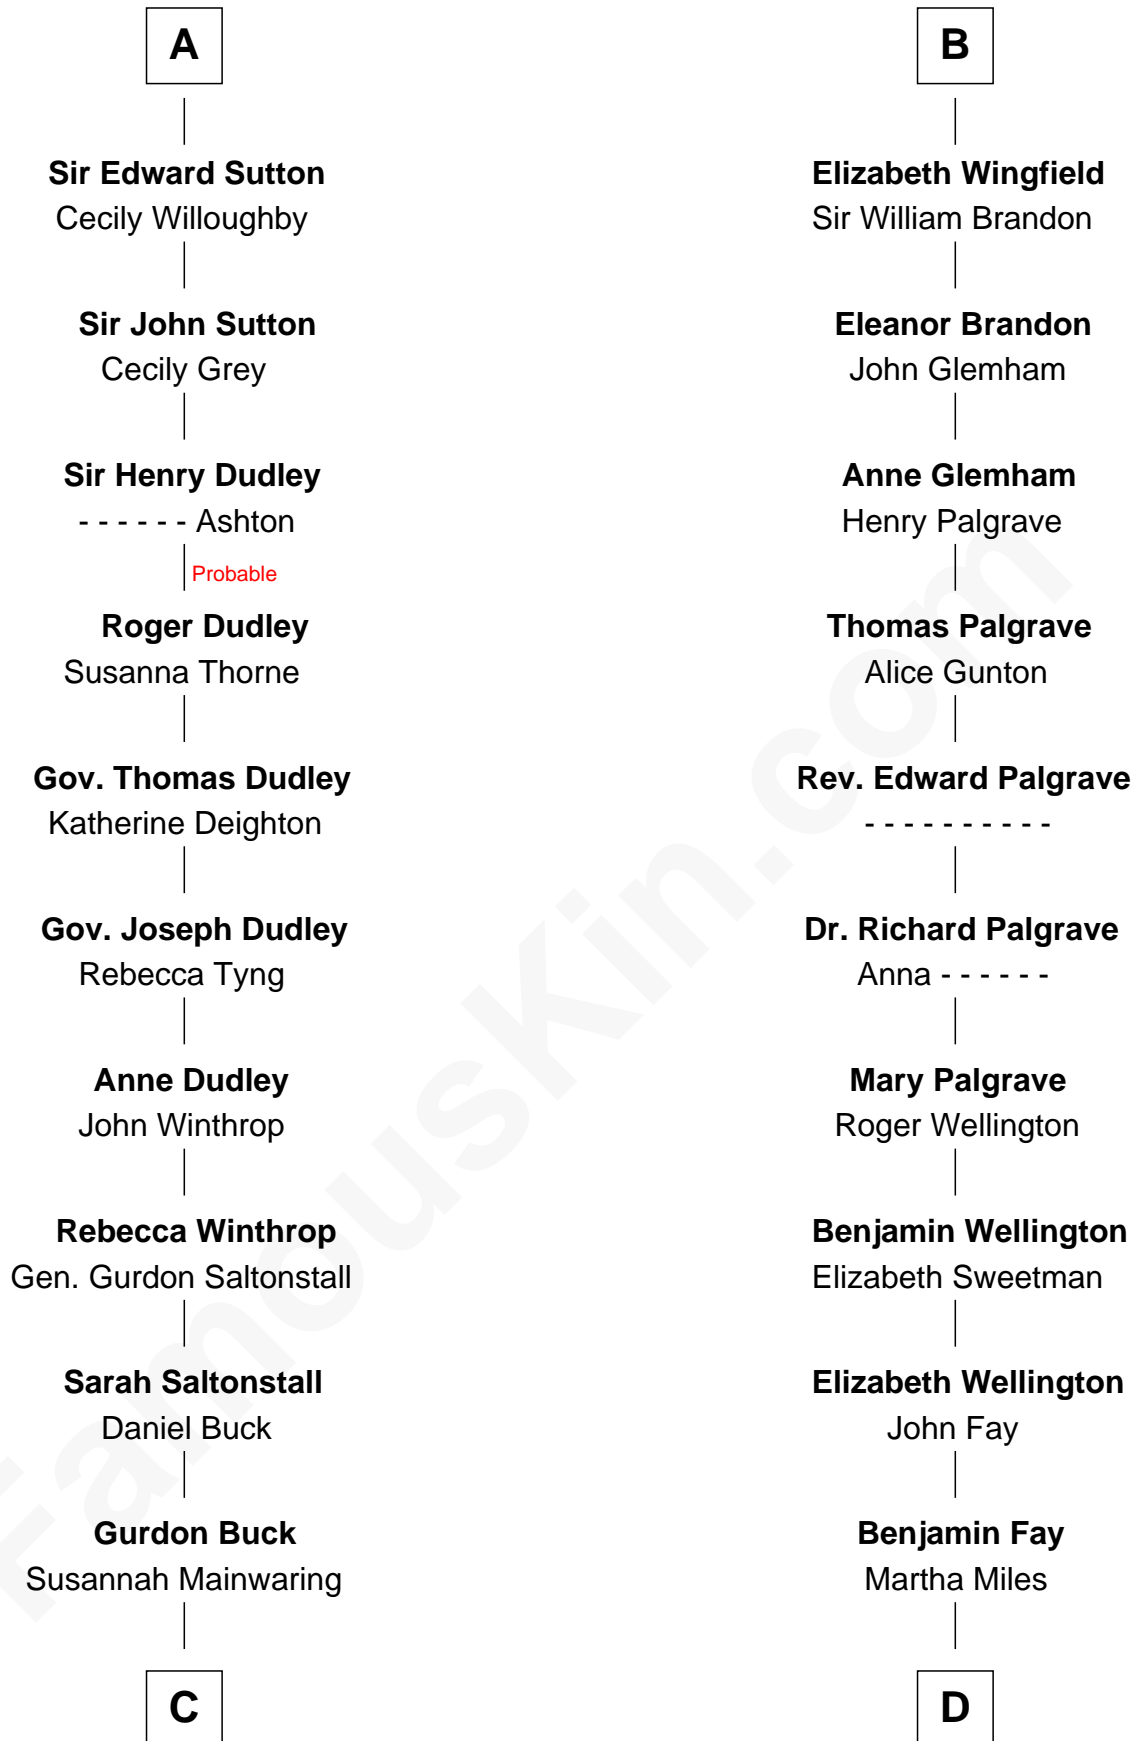 A
Sir Edward Sutton
Cecily Willoughby
Sir John Sutton
Cecily Grey
Sir Henry Dudley
- - - - - - Ashton
Probable
Roger Dudley
Susanna Thorne
Gov. Thomas Dudley
Katherine Deighton
Gov. Joseph Dudley
Rebecca Tyng
Anne Dudley
John Winthrop
Rebecca Winthrop
Gen. Gurdon Saltonstall
Sarah Saltonstall
Daniel Buck
Gurdon Buck
Susannah Mainwaring
C
B
Elizabeth Wingfield
Sir William Brandon
Eleanor Brandon
John Glemham
Anne Glemham
Henry Palgrave
Thomas Palgrave
Alice Gunton
Rev. Edward Palgrave
- - - - - - - - - -
Dr. Richard Palgrave
Anna - - - - - -
Mary Palgrave
Roger Wellington
Benjamin Wellington
Elizabeth Sweetman
Elizabeth Wellington
John Fay
Benjamin Fay
Martha Miles
D
FamousKin.com